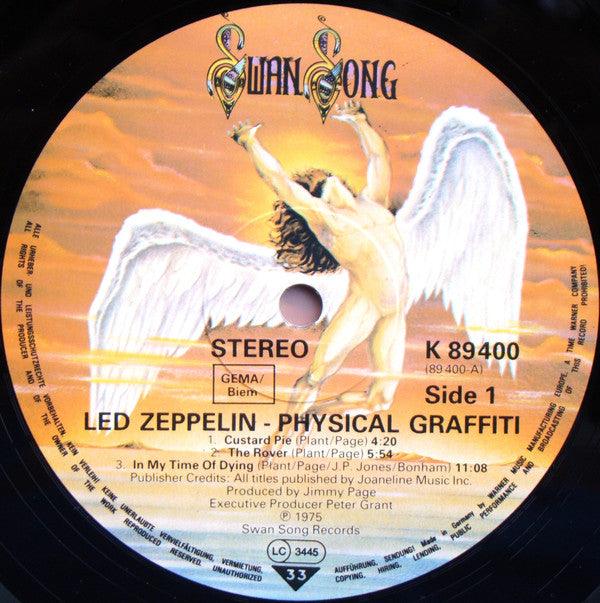 Swan Song
STEREO
K 89400
(89 400-A)
GEMA/
Biem
Side 1
LED ZEPPELIN - PHYSICAL GRAFFITI
1. Custard Pie (Plant/Page) 4:20
2. The Rover (Plant/Page) 5:54
3. In My Time Of Dying (Plant/Page/J.P. Jones/Bonham) 11:08
Publisher Credits: All titles published by Joaneline Music Inc.
Produced by Jimmy Page
Executive Producer Peter Grant
℗ 1975
Swan Song Records
LC 3445
33
ALLE URHEBER UND LEISTUNGSSCHUTZRECHTE VORBEHALTEN KEIN VERLEIH! KEINE UNERLAUBTE VERVIELFÄLTIGUNG, VERMIETUNG, AUFFÜHRUNG, SENDUNG! Made in Germany by WARNER MUSIC MANUFACTURING EUROPE. A TIME WARNER COMPANY
ALL RIGHTS OF THE PRODUCER AND OF THE OWNER OF THE WORK REPRODUCED RESERVED. UNAUTHORIZED COPYING, HIRING, LENDING, PUBLIC PERFORMANCE AND BROADCASTING OF THIS RECORD PROHIBITED!